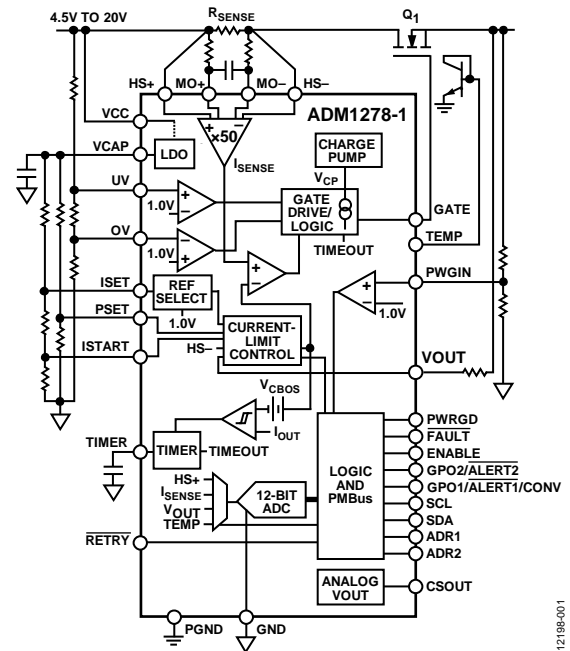 4.5V TO 20V
RSENSE
Q1
HS+ MO+ MO– HS–
ADM1278-1
VCC
VCAP
LDO
+ –
×50
ISENSE
CHARGE
PUMP
VCP
UV
1.0V
GATE
DRIVE/
LOGIC
GATE
TEMP
TIMEOUT
OV
1.0V
ISET
REF
SELECT
PWGIN
1.0V
PSET
1.0V
CURRENT-
LIMIT
CONTROL
ISTART
HS–
VOUT
VCBOS
IOUT
TIMER
TIMER
TIMEOUT
PWRGD
FAULT
ENABLE
GPO2/ALERT2
GPO1/ALERT1/CONV
SCL
SDA
ADR1
ADR2
LOGIC
AND
PMBus
HS+
ISENSE
VOUT
TEMP
12-BIT
ADC
RETRY
ANALOG
VOUT
CSOUT
PGND
GND
12198-001